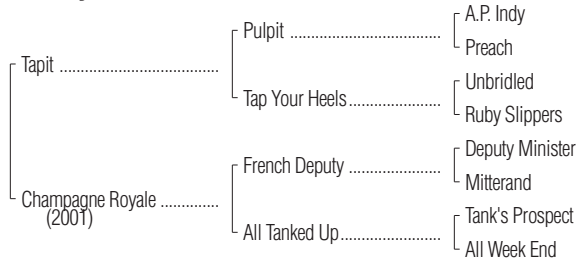 A.P. Indy
Pulpit ........................................
Preach
Tapit ..........................................
Unbridled
Tap Your Heels.........................
Ruby Slippers
Deputy Minister
French Deputy .........................
Mitterand
Champagne Royale ...............
(2001)
Tank's Prospect
All Tanked Up...........................
All Week End